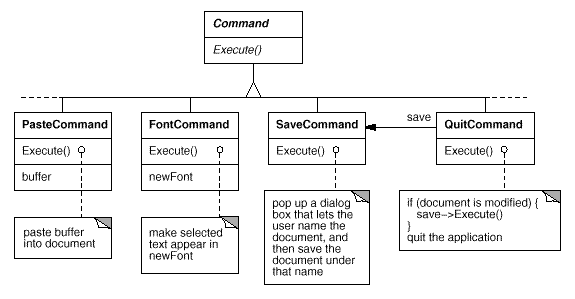 Command
Execute()
save
PasteCommand
Execute()
buffer
FontCommand
Execute()
newFont
SaveCommand
Execute()
QuitCommand
Execute()
paste buffer
into document
make selected
text appear in
newFont
pop up a dialog
box that lets the
user name the
document, and
then save the
document under
that name
if (document is modified) {
save->Execute()
}
quit the application